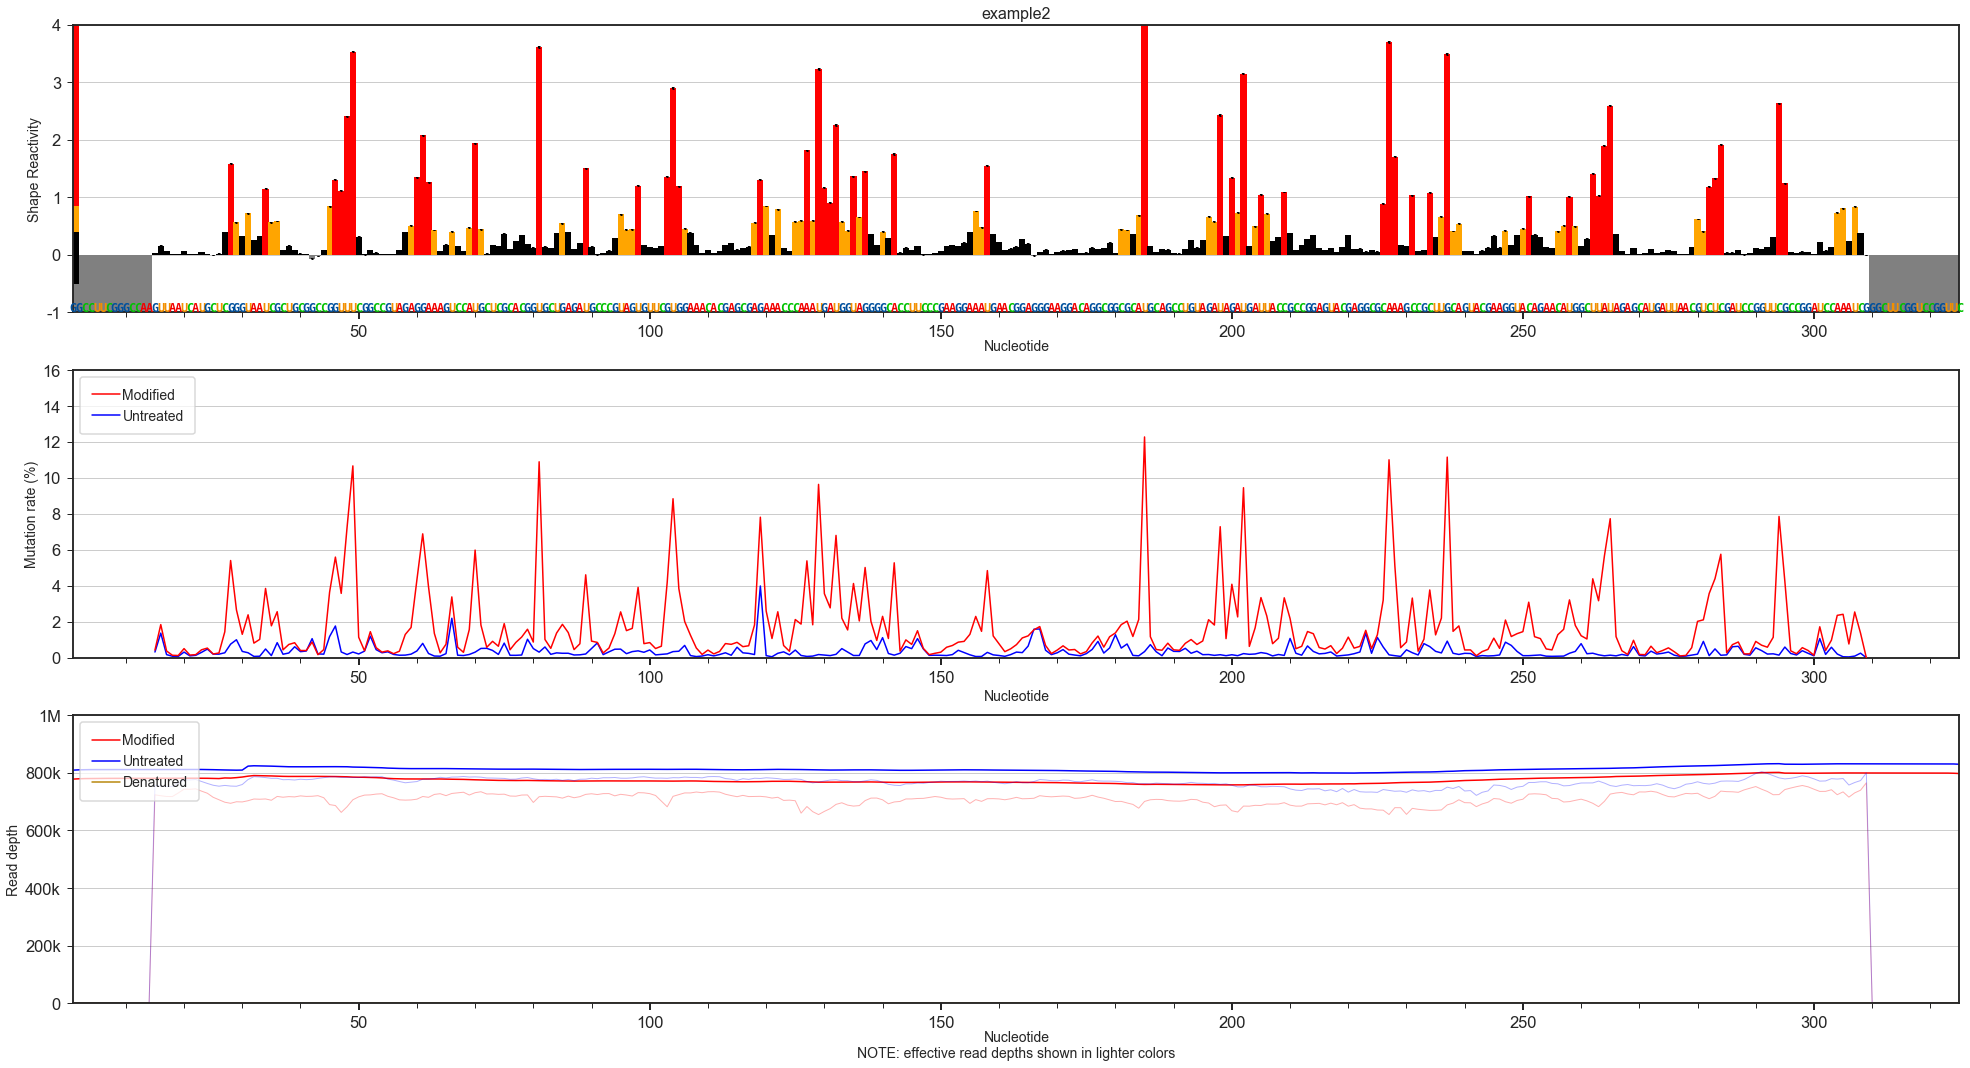 example2
4
3
2
1
0
-1
Shape Reactivity
50
100
150
200
250
300
Nucleotide
16
14
12
10
8
6
4
2
0
Mutation rate (%)
Modified
Untreated
50
100
150
200
250
300
Nucleotide
1M
800k
600k
400k
200k
0
Read depth
Modified
Untreated
Denatured
50
100
150
200
250
300
Nucleotide
NOTE: effective read depths shown in lighter colors